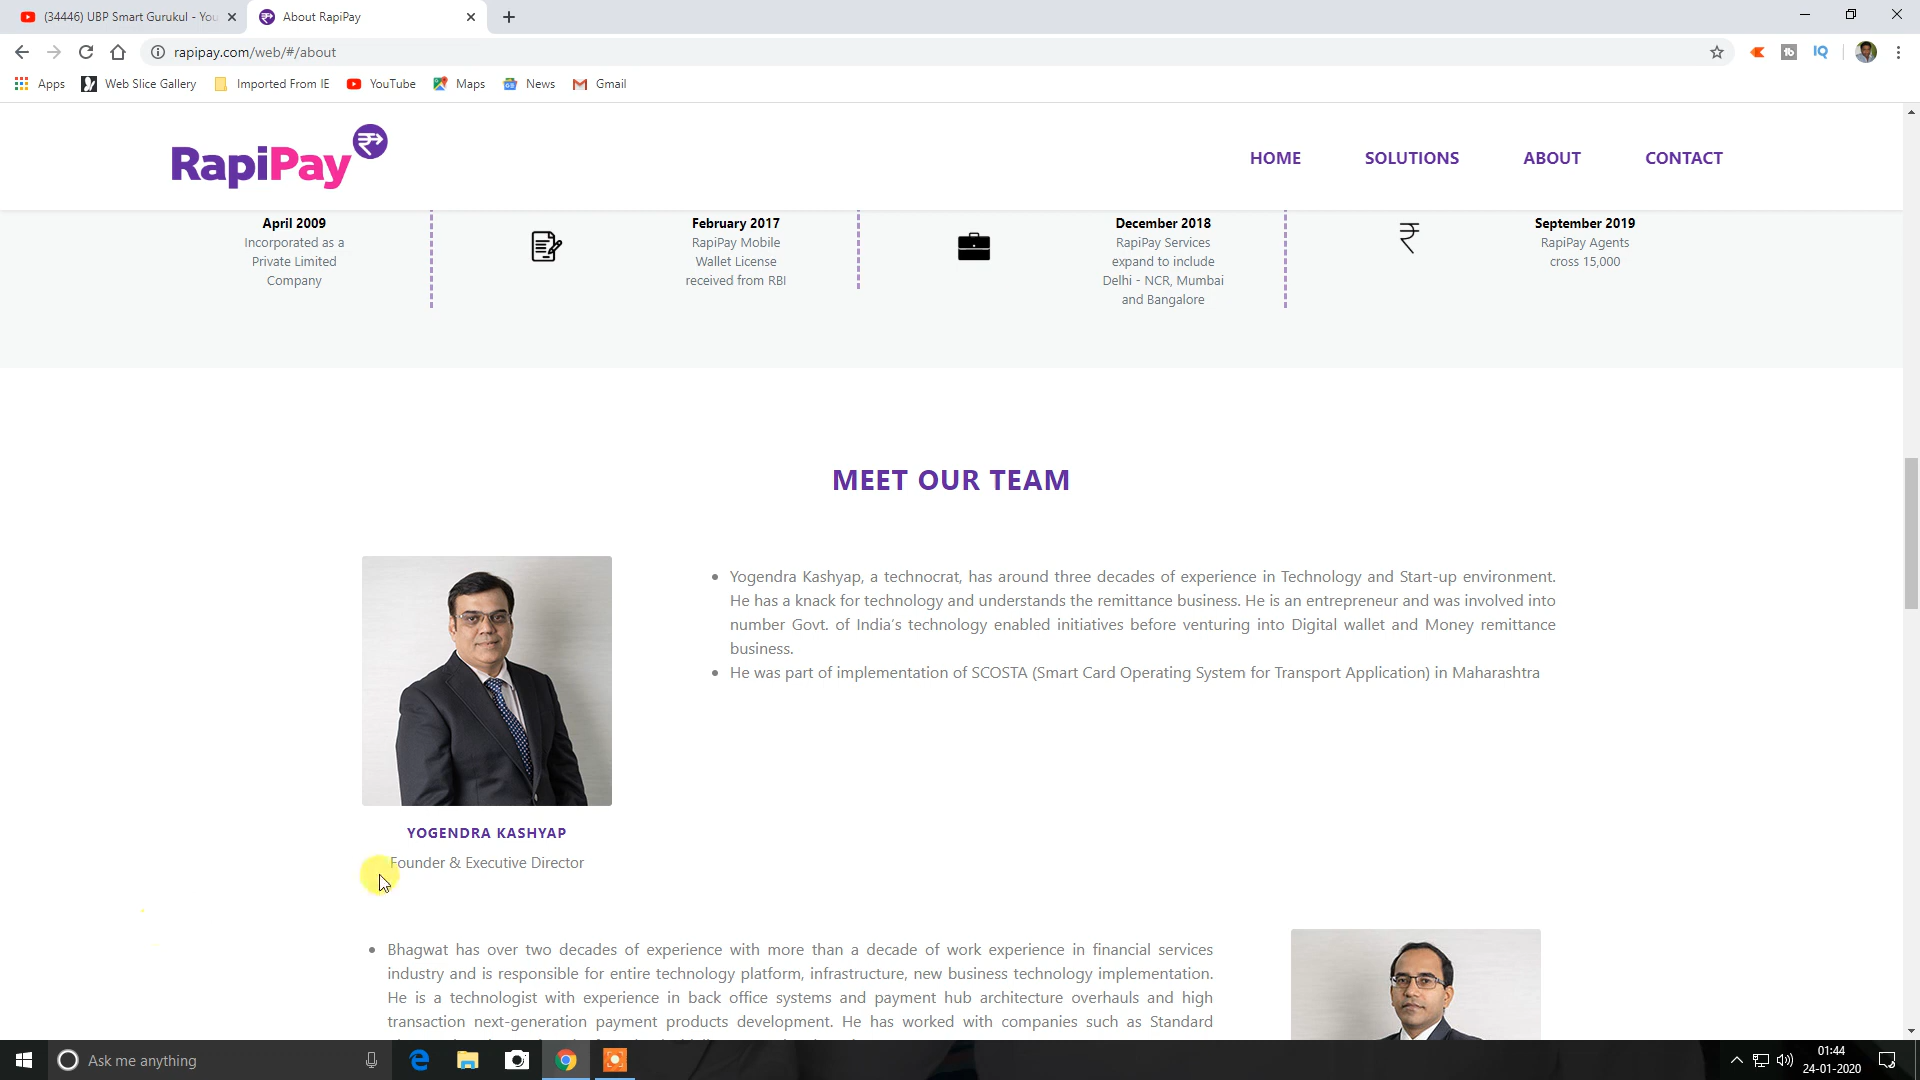 (34446) UBP Smart Gurukul - You
About RapiPay
rapipay.com/web/#/about
Apps
Web Slice Gallery
Imported From IE
YouTube
Maps
News
Gmail
RapiPay
HOME
SOLUTIONS
ABOUT
CONTACT
April 2009
Incorporated as a
Private Limited
Company
February 2017
RapiPay Mobile
Wallet License
received from RBI
December 2018
RapiPay Services
expand to include
Delhi - NCR, Mumbai
and Bangalore
September 2019
RapiPay Agents
cross 15,000
MEET OUR TEAM
Yogendra Kashyap, a technocrat, has around three decades of experience in Technology and Start-up environment.
He has a knack for technology and understands the remittance business. He is an entrepreneur and was involved into
number Govt. of India's technology enabled initiatives before venturing into Digital wallet and Money remittance
business.
He was part of implementation of SCOSTA (Smart Card Operating System for Transport Application) in Maharashtra
YOGENDRA KASHYAP
Founder & Executive Director
Bhagwat has over two decades of experience with more than a decade of work experience in financial services
industry and is responsible for entire technology platform, infrastructure, new business technology implementation.
He is a technologist with experience in back office systems and payment hub architecture overhauls and high
transaction next-generation payment products development. He has worked with companies such as Standard
Ask me anything
01:44
24-01-2020